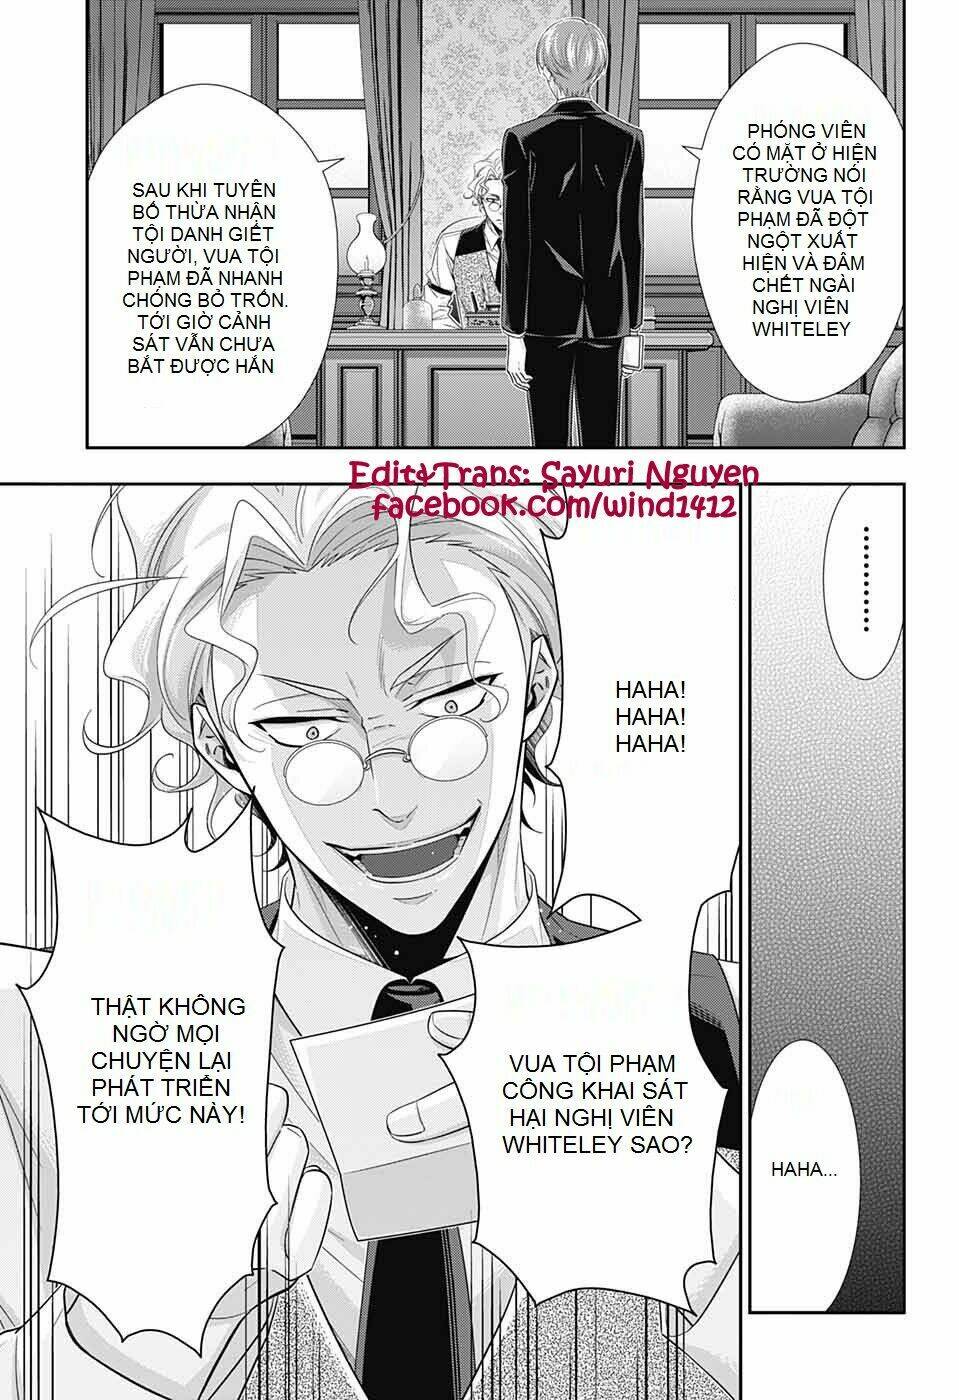 PHÓNG VIÊN
CÓ MẶT Ở HIỆN
TRƯỜNG NÓI
RẰNG VUA TỘI
PHẠM ĐÃ ĐỘT
NGỘT XUẤT
HIỆN VÀ ĐÂM
CHẾT NGÀI
NGHỊ VIÊN
WHITELEY
SAU KHI TUYÊN
BỐ THỪA NHẬN
TỘI DANH GIẾT
NGƯỜI, VUA TỘI
PHẠM ĐÃ NHANH
CHÓNG BỎ TRỐN.
TỚI GIỜ CẢNH
SÁT VẪN CHƯA
BẮT ĐƯỢC HẮN
Edit&Trans: Sayuri Nguyen
facebook.com/wind1412
.........
HAHA...
HAHA!
HAHA!
HAHA!
VUA TỘI PHẠM
CÔNG KHAI SÁT
HẠI NGHỊ VIÊN
WHITELEY SAO?
THẬT KHÔNG
NGỜ MỌI
CHUYỆN LẠI
PHÁT TRIỂN
TỚI MỨC NÀY!